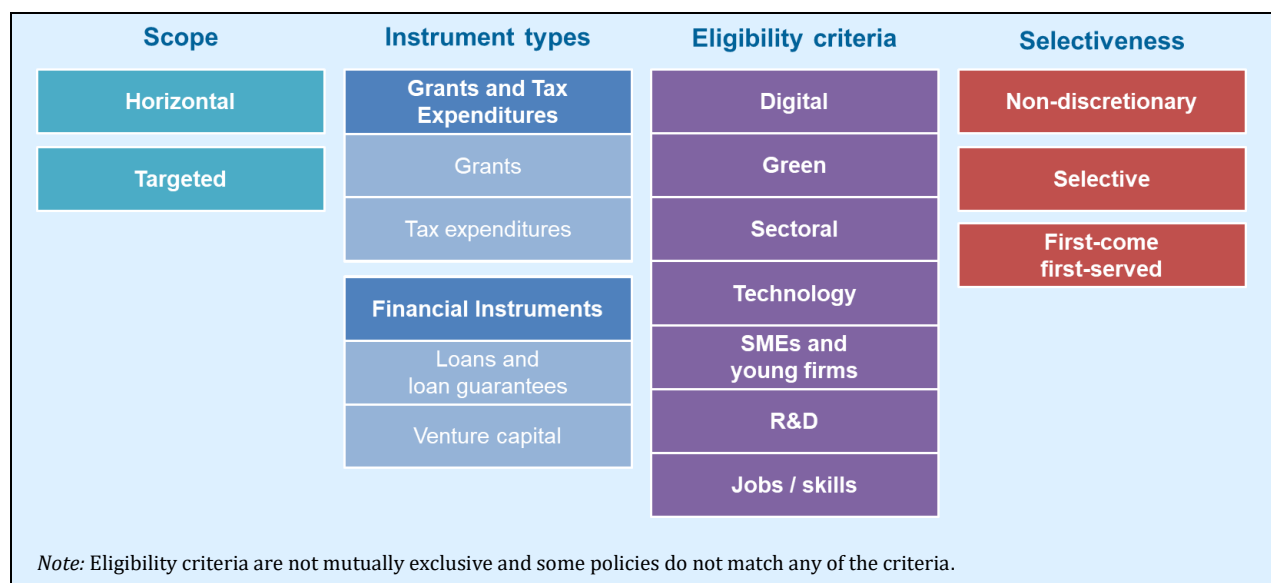 Scope
Horizontal
Targeted
Instrument types
Grants and Tax
Expenditures
Grants
Tax expenditures
Financial Instruments
Loans and
loan guarantees
Venture capital
Eligibility criteria
Digital
Green
Sectoral
Technology
SMEs and
young firms
R&D
Jobs / skills
Selectiveness
Non-discretionary
Selective
First-come
first-served
Note: Eligibility criteria are not mutually exclusive and some policies do not match any of the criteria.